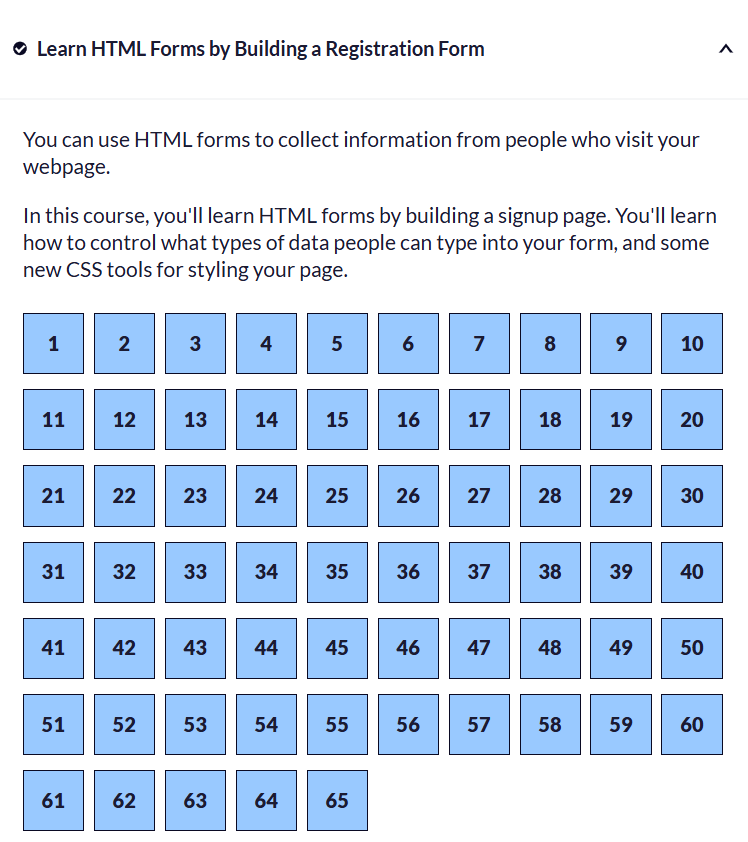 Learn HTML Forms by Building a Registration Form
You can use HTML forms to collect information from people who visit your
webpage.
In this course, you'll learn HTML forms by building a signup page. You'll learn
how to control what types of data people can type into your form, and some
new CSS tools for styling your page.
1 2 3 4 5 6 7 8 9 10
11 12 13 14 15 16 17 18 19 20
21 22 23 24 25 26 27 28 29 30
31 32 33 34 35 36 37 38 39 40
41 42 43 44 45 46 47 48 49 50
51 52 53 54 55 56 57 58 59 60
61 62 63 64 65